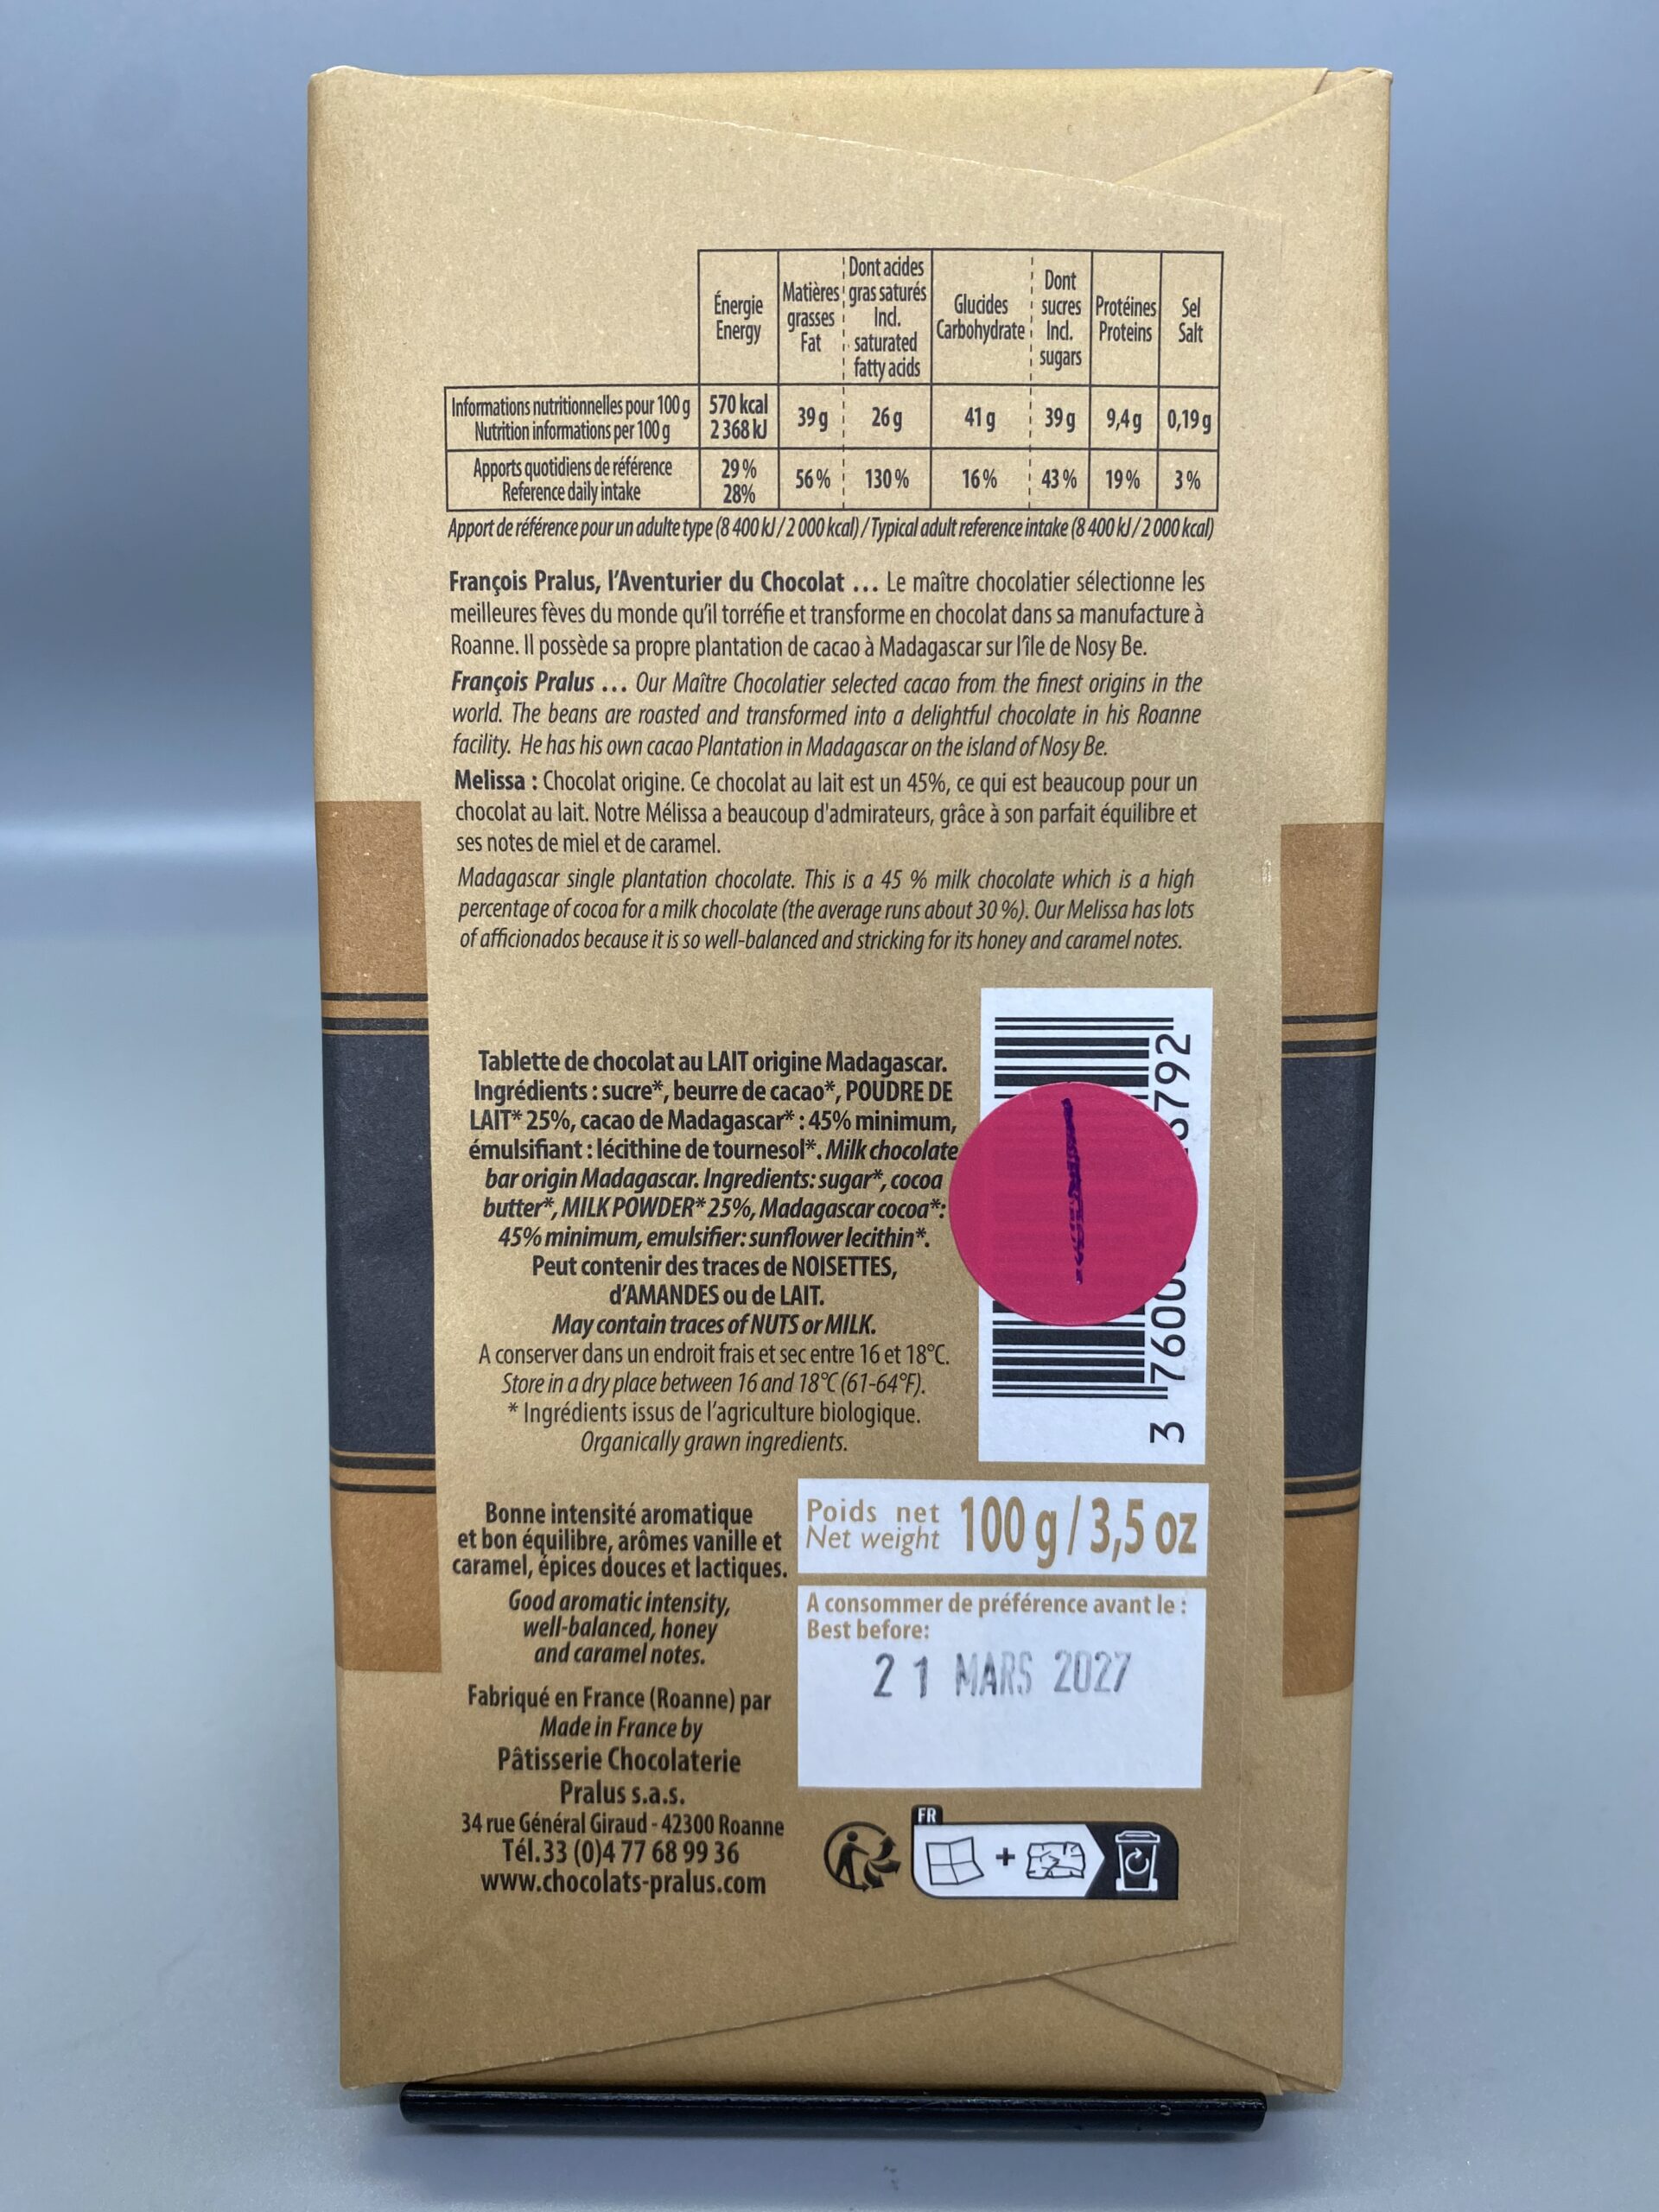 Énergie
Energy
Matières
grasses
Fat
Dont acides
gras saturés
Incl.
saturated
fatty acids
Glucides
Carbohydrate
Dont
sucres
Incl.
sugars
Protéines
Proteins
Sel
Salt
Informations nutritionnelles pour 100 g
Nutrition informations per 100 g
570 kcal
2 368 kJ
39 g
26 g
41 g
39 g
9,4 g
0,19 g
Apports quotidiens de référence
Reference daily intake
29 %
28%
56 %
130 %
16 %
43 %
19 %
3 %
Apport de référence pour un adulte type (8 400 kJ / 2 000 kcal) / Typical adult reference intake (8 400 kJ / 2 000 kcal)
François Pralus, l'Aventurier du Chocolat ... Le maître chocolatier sélectionne les
meilleures fèves du monde qu'il torréfie et transforme en chocolat dans sa manufacture à
Roanne. Il possède sa propre plantation de cacao à Madagascar sur l'île de Nosy Be.
François Pralus ... Our Maître Chocolatier selected cacao from the finest origins in the
world. The beans are roasted and transformed into a delightful chocolate in his Roanne
facility. He has his own cacao Plantation in Madagascar on the island of Nosy Be.
Melissa : Chocolat origine. Ce chocolat au lait est un 45%, ce qui est beaucoup pour un
chocolat au lait. Notre Mélissa a beaucoup d'admirateurs, grâce à son parfait équilibre et
ses notes de miel et de caramel.
Madagascar single plantation chocolate. This is a 45 % milk chocolate which is a high
percentage of cocoa for a milk chocolate (the average runs about 30 %). Our Melissa has lots
of afficionados because it is so well-balanced and stricking for its honey and caramel notes.
Tablette de chocolat au LAIT origine Madagascar.
Ingrédients : sucre*, beurre de cacao*, POUDRE DE
LAIT* 25%, cacao de Madagascar* : 45% minimum,
émulsifiant : lécithine de tournesol*. Milk chocolate
bar origin Madagascar. Ingredients: sugar*, cocoa
butter*, MILK POWDER* 25%, Madagascar cocoa*:
45% minimum, emulsifier: sunflower lecithin*.
Peut contenir des traces de NOISETTES,
d'AMANDES ou de LAIT.
May contain traces of NUTS or MILK.
A conserver dans un endroit frais et sec entre 16 et 18°C.
Store in a dry place between 16 and 18°C (61-64°F).
* Ingrédients issus de l'agriculture biologique.
Organically grawn ingredients.
Bonne intensité aromatique
et bon équilibre, arômes vanille et
caramel, épices douces et lactiques.
Good aromatic intensity,
well-balanced, honey
and caramel notes.
Fabriqué en France (Roanne) par
Made in France by
Pâtisserie Chocolaterie
Pralus s.a.s.
34 rue Général Giraud - 42300 Roanne
Tél.33 (0)4 77 68 99 36
www.chocolats-pralus.com
Poids net
Net weight
100 g / 3,5 oz
A consommer de préférence avant le :
Best before:
21 MARS 2027
FR
+